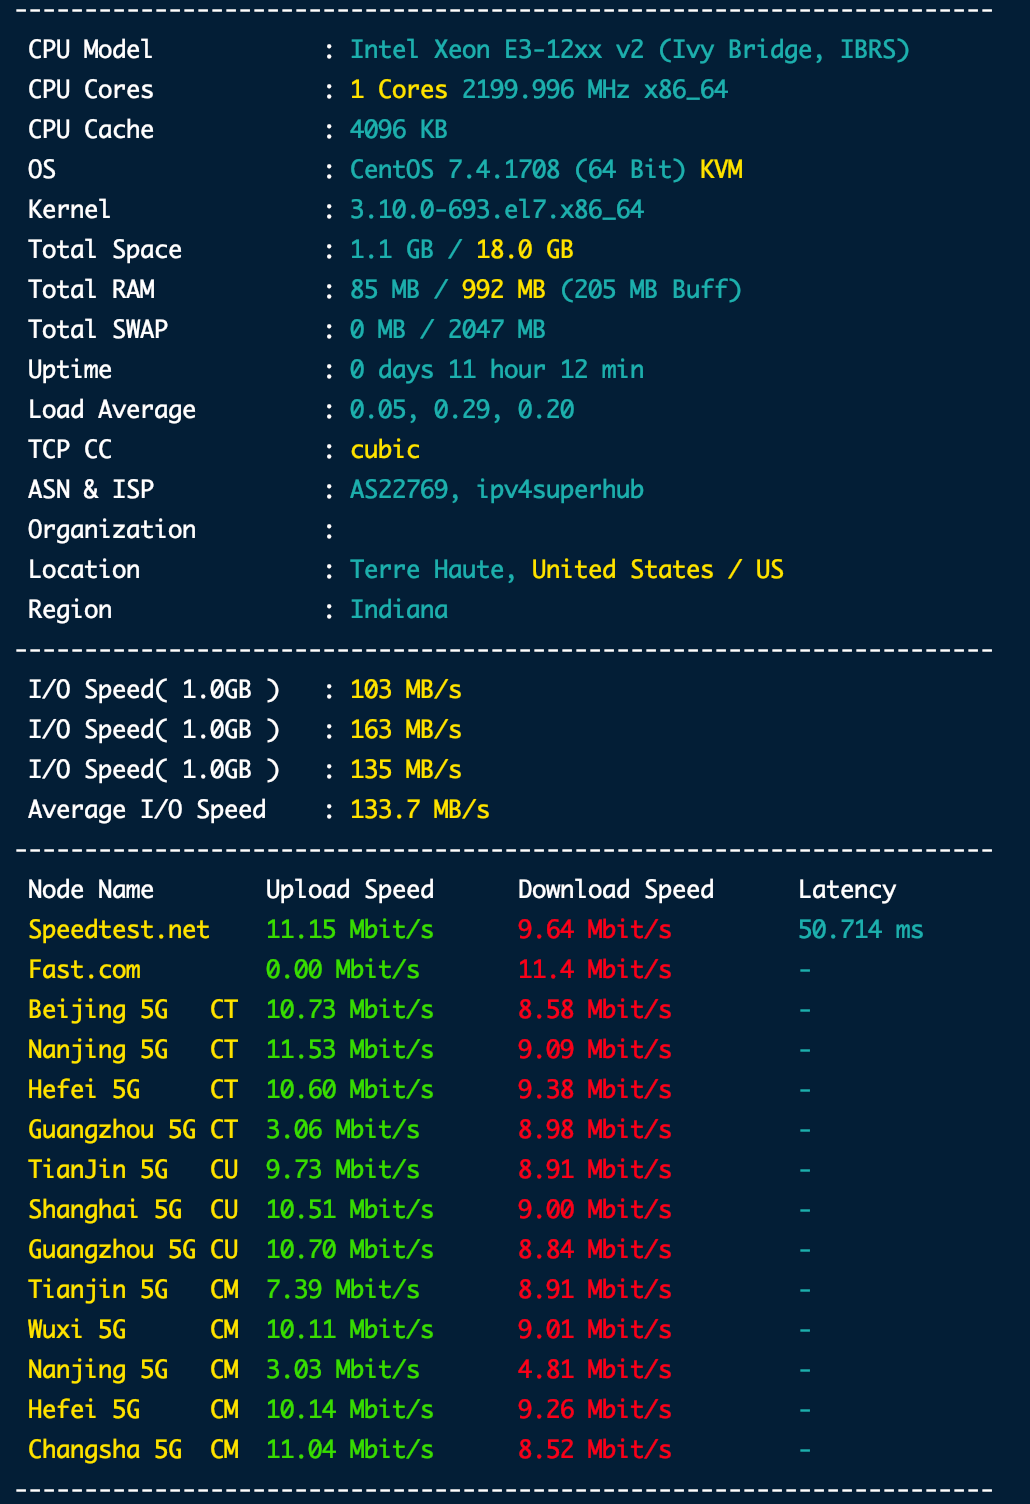 ----------------------------------------------------------------------
CPU Model : Intel Xeon E3-12xx v2 (Ivy Bridge, IBRS)
CPU Cores : 1 Cores 2199.996 MHz x86_64
CPU Cache : 4096 KB
OS : CentOS 7.4.1708 (64 Bit) KVM
Kernel : 3.10.0-693.el7.x86_64
Total Space : 1.1 GB / 18.0 GB
Total RAM : 85 MB / 992 MB (205 MB Buff)
Total SWAP : 0 MB / 2047 MB
Uptime : 0 days 11 hour 12 min
Load Average : 0.05, 0.29, 0.20
TCP CC : cubic
ASN & ISP : AS22769, ipv4superhub
Organization :
Location : Terre Haute, United States / US
Region : Indiana
----------------------------------------------------------------------
I/O Speed( 1.0GB ) : 103 MB/s
I/O Speed( 1.0GB ) : 163 MB/s
I/O Speed( 1.0GB ) : 135 MB/s
Average I/O Speed : 133.7 MB/s
----------------------------------------------------------------------
Node Name Upload Speed Download Speed Latency
Speedtest.net 11.15 Mbit/s 9.64 Mbit/s 50.714 ms
Fast.com 0.00 Mbit/s 11.4 Mbit/s -
Beijing 5G CT 10.73 Mbit/s 8.58 Mbit/s -
Nanjing 5G CT 11.53 Mbit/s 9.09 Mbit/s -
Hefei 5G CT 10.60 Mbit/s 9.38 Mbit/s -
Guangzhou 5G CT 3.06 Mbit/s 8.98 Mbit/s -
TianJin 5G CU 9.73 Mbit/s 8.91 Mbit/s -
Shanghai 5G CU 10.51 Mbit/s 9.00 Mbit/s -
Guangzhou 5G CU 10.70 Mbit/s 8.84 Mbit/s -
Tianjin 5G CM 7.39 Mbit/s 8.91 Mbit/s -
Wuxi 5G CM 10.11 Mbit/s 9.01 Mbit/s -
Nanjing 5G CM 3.03 Mbit/s 4.81 Mbit/s -
Hefei 5G CM 10.14 Mbit/s 9.26 Mbit/s -
Changsha 5G CM 11.04 Mbit/s 8.52 Mbit/s -
----------------------------------------------------------------------